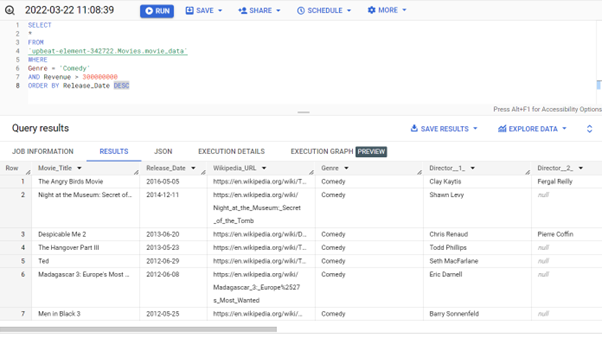 2022-03-22 11:08:39 RUN SAVE SHARE SCHEDULE MORE
1 SELECT
2 *
3 FROM
4 `upbeat-element-342722.Movies.movie_data`
5 WHERE
6 Genre = 'Comedy'
7 AND Revenue > 300000000
8 ORDER BY Release_Date DESC
Press Alt+F1 for Accessibility Options
Query results SAVE RESULTS EXPLORE DATA
JOB INFORMATION RESULTS JSON EXECUTION DETAILS EXECUTION GRAPH PREVIEW
Row Movie_Title Release_Date Wikipedia_URL Genre Director__1_ Director__2_
1 The Angry Birds Movie 2016-05-05 https://en.wikipedia.org/wiki/T... Comedy Clay Kaytis Fergal Reilly
2 Night at the Museum: Secret of... 2014-12-11 https://en.wikipedia.org/wiki/ Comedy Shawn Levy null
Night_at_the_Museum:_Secret
_of_the_Tomb
3 Despicable Me 2 2013-06-20 https://en.wikipedia.org/wiki/D... Comedy Chris Renaud Pierre Coffin
4 The Hangover Part III 2013-05-23 https://en.wikipedia.org/wiki/T... Comedy Todd Phillips null
5 Ted 2012-06-29 https://en.wikipedia.org/wiki/T... Comedy Seth MacFarlane null
6 Madagascar 3: Europe's Most ... 2012-06-08 https://en.wikipedia.org/wiki/ Comedy Eric Darnell null
Madagascar_3:_Europe%2527
s_Most_Wanted
7 Men in Black 3 2012-05-25 https://en.wikipedia.org/wiki/... Comedy Barry Sonnenfeld null